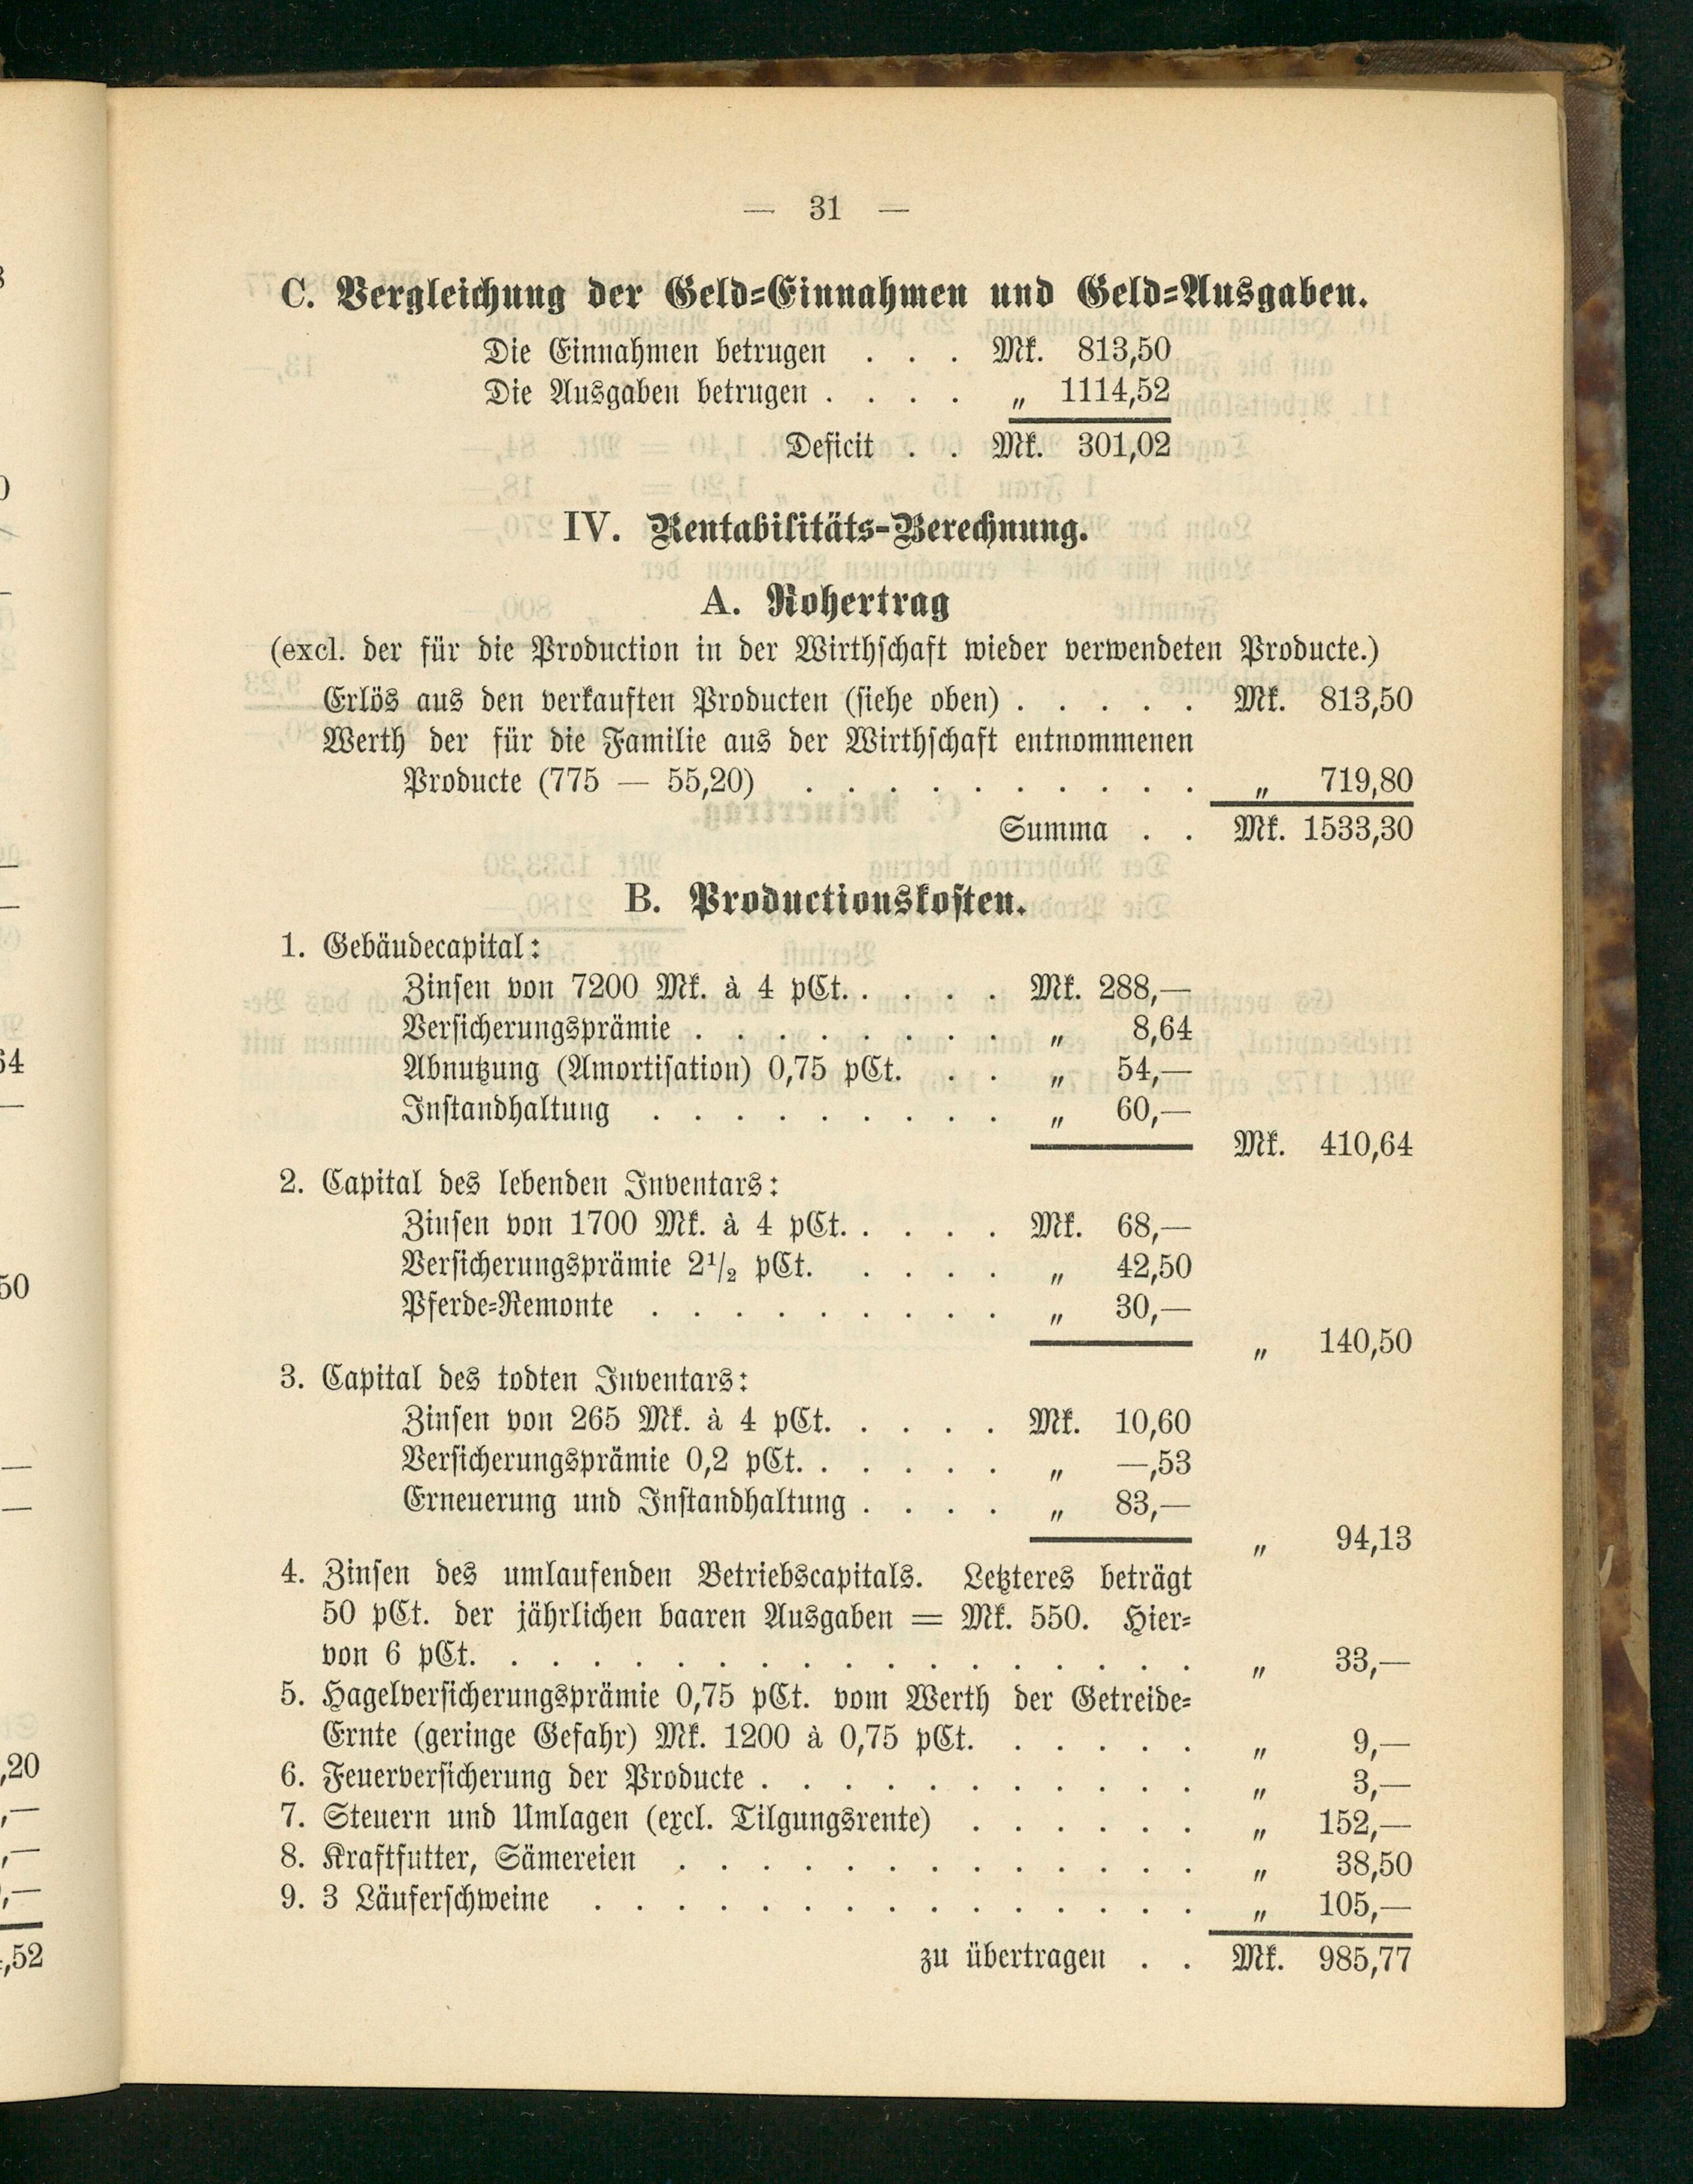 — 31 —
C. Vergleichung der Geld-Einnahmen und Geld-Ausgaben.
Die Einnahmen betrugen . . . Mk. 813,50
Die Ausgaben betrugen . . . . „ 1114,52
Deficit . . Mk. 301,02
IV. Rentabilitäts-Berechnung.
A. Rohertrag
(excl. der für die Production in der Wirthschaft wieder verwendeten Producte.)
Erlös aus den verkauften Producten (siehe oben) . . . . . Mk. 813,50
Werth der für die Familie aus der Wirthschaft entnommenen
Producte (775 — 55,20) . . . . . . . . . . „ 719,80
Summa . . Mk. 1533,30
B. Productionskosten.
1. Gebäudecapital:
Zinsen von 7200 Mk. à 4 pCt. . . . . Mk. 288,—
Versicherungsprämie . . . . . . . . „ 8,64
Abnutzung (Amortisation) 0,75 pCt. . . „ 54,—
Instandhaltung . . . . . . . . . „ 60,—
Mk. 410,64
2. Capital des lebenden Inventars:
Zinsen von 1700 Mk. à 4 pCt. . . . . Mk. 68,—
Versicherungsprämie 2½ pCt. . . . . „ 42,50
Pferde-Remonte . . . . . . . . . „ 30,—
„ 140,50
3. Capital des todten Inventars:
Zinsen von 265 Mk. à 4 pCt. . . . . Mk. 10,60
Versicherungsprämie 0,2 pCt. . . . . . „ —,53
Erneuerung und Instandhaltung . . . . „ 83,—
„ 94,13
4. Zinsen des umlaufenden Betriebscapitals. Letzteres beträgt
50 pCt. der jährlichen baaren Ausgaben = Mk. 550. Hier-
von 6 pCt. . . . . . . . . . . . . . . . . . „ 33,—
5. Hagelversicherungsprämie 0,75 pCt. vom Werth der Getreide-
Ernte (geringe Gefahr) Mk. 1200 à 0,75 pCt. . . . . . „ 9,—
6. Feuerversicherung der Producte . . . . . . . . . . . „ 3,—
7. Steuern und Umlagen (excl. Tilgungsrente) . . . . . . „ 152,—
8. Kraftfutter, Sämereien . . . . . . . . . . . . . „ 38,50
9. 3 Läuferschweine . . . . . . . . . . . . . . . „ 105,—
zu übertragen . . Mk. 985,77